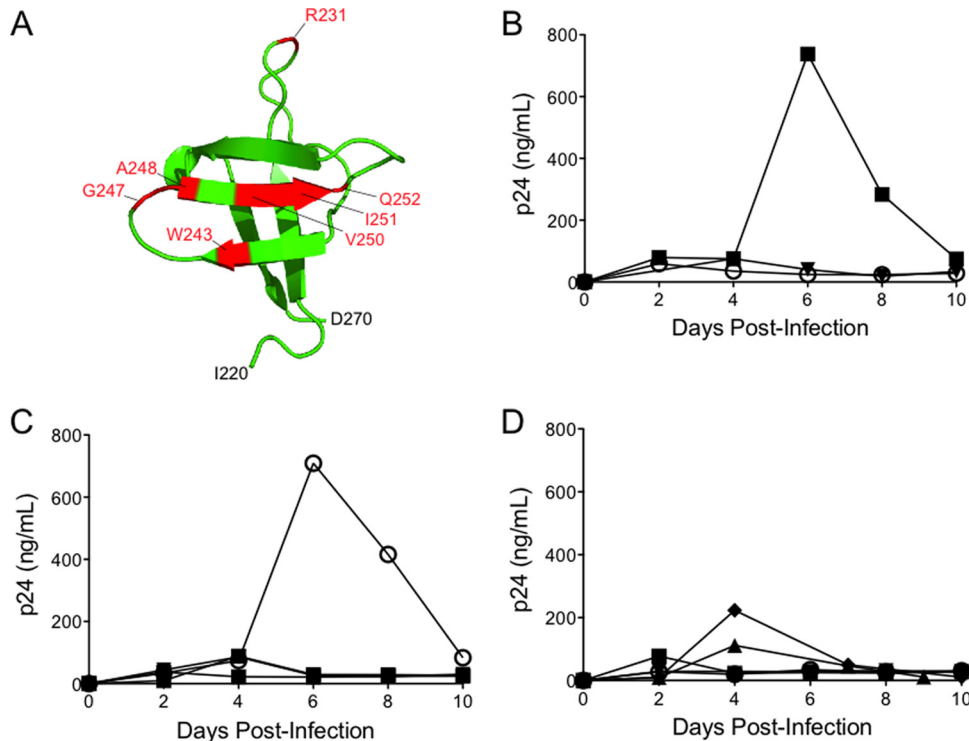 A
R231
A248
G247
Q252
I251
V250
W243
D270
I220
B
p24 (ng/mL)
800
600
400
200
0
0 2 4 6 8 10
Days Post-Infection
C
p24 (ng/mL)
800
600
400
200
0
0 2 4 6 8 10
Days Post-Infection
D
p24 (ng/mL)
800
600
400
200
0
0 2 4 6 8 10
Days Post-Infection